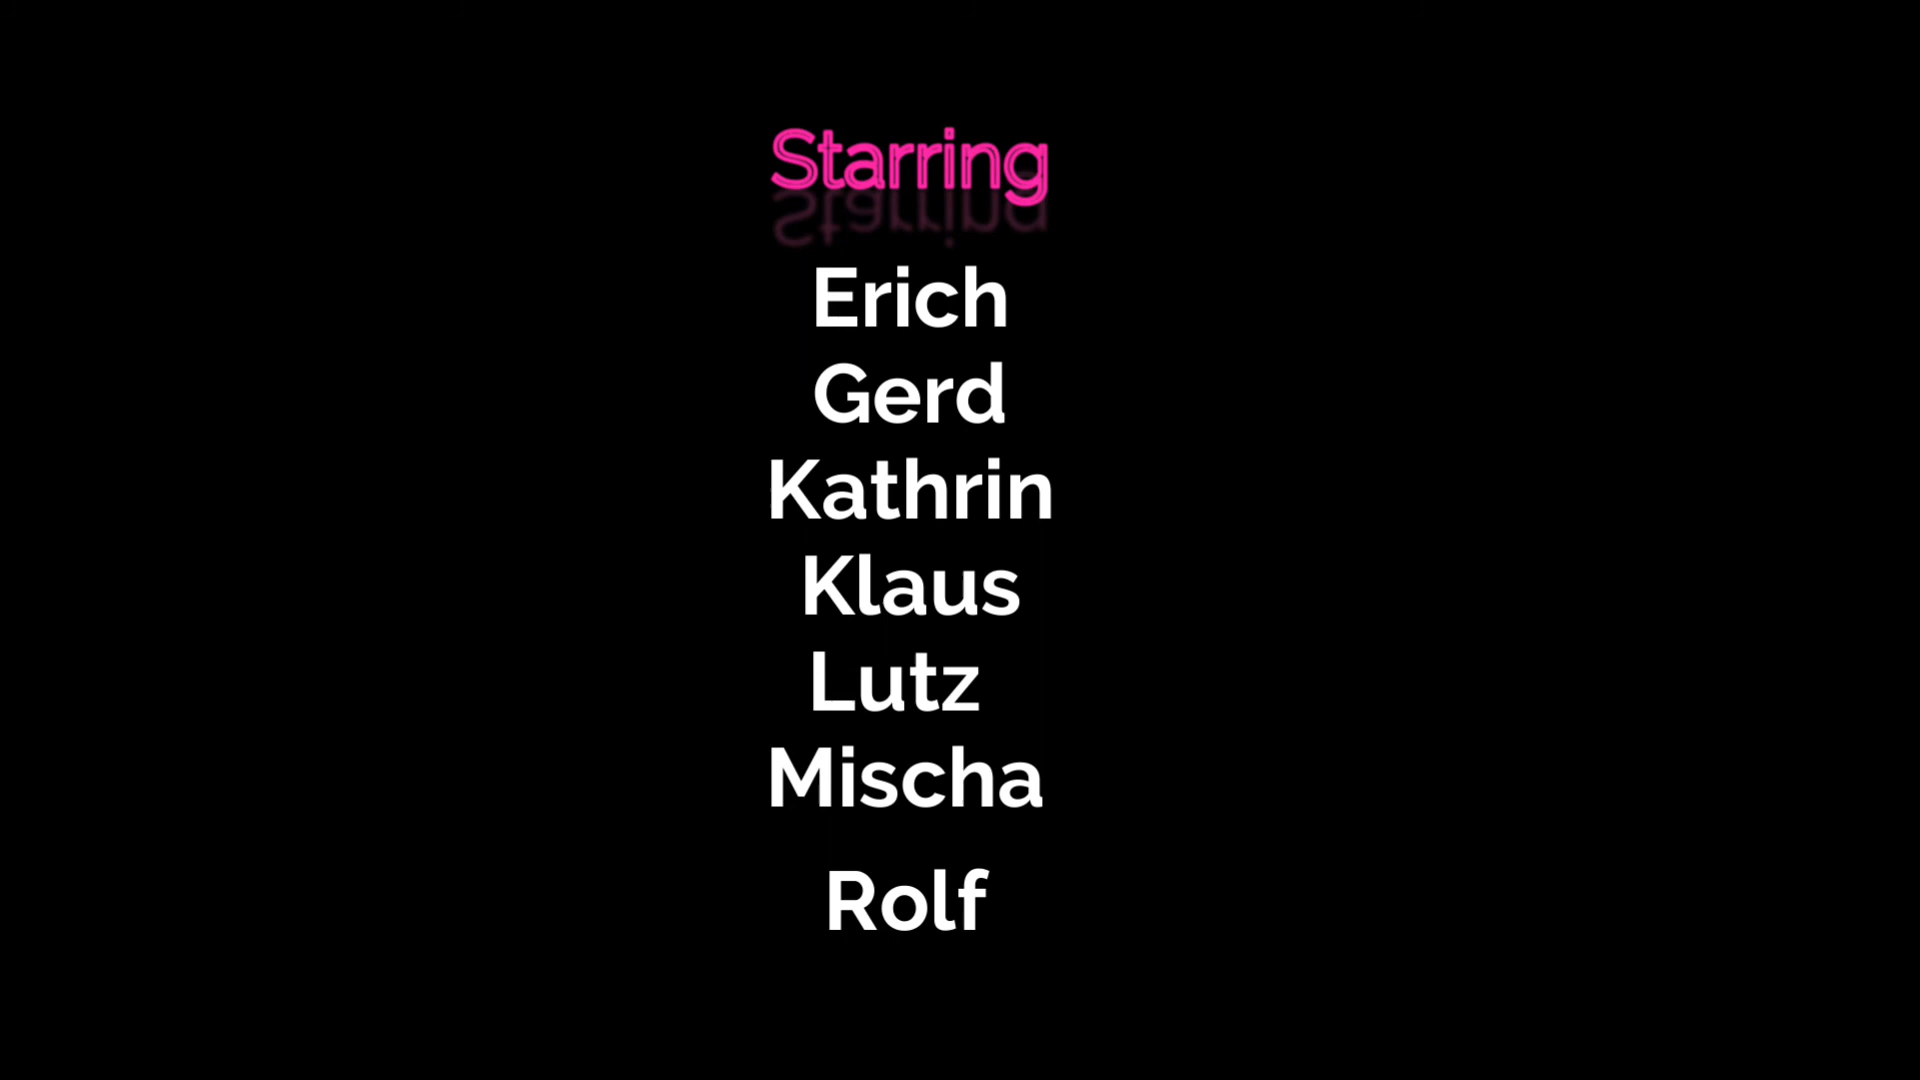 Starring
Erich
Gerd
Kathrin
Klaus
Lutz
Mischa
Rolf